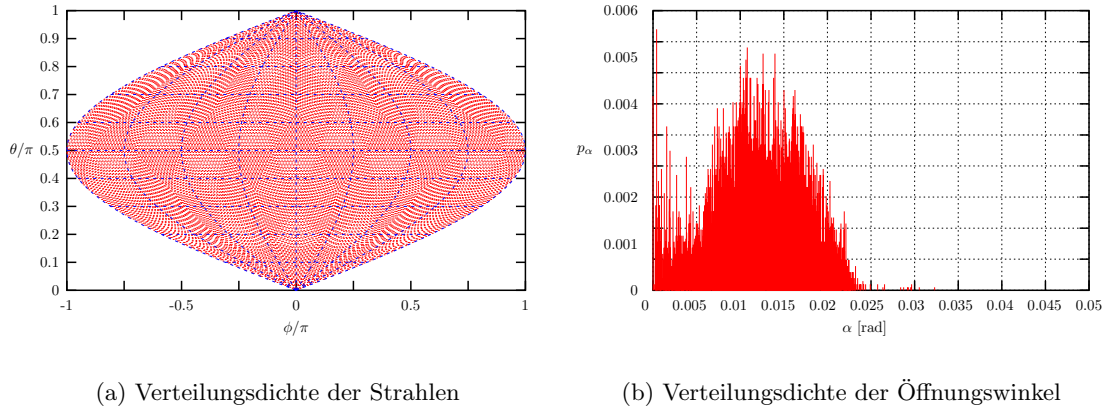 1
0.9
0.8
0.7
0.6
θ/π 0.5
0.4
0.3
0.2
0.1
0
-1 -0.5 0 0.5 1
ϕ/π
(a) Verteilungsdichte der Strahlen
0.006
0.005
0.004
pα 0.003
0.002
0.001
0
0 0.005 0.01 0.015 0.02 0.025 0.03 0.035 0.04 0.045 0.05
α [rad]
(b) Verteilungsdichte der Öffnungswinkel